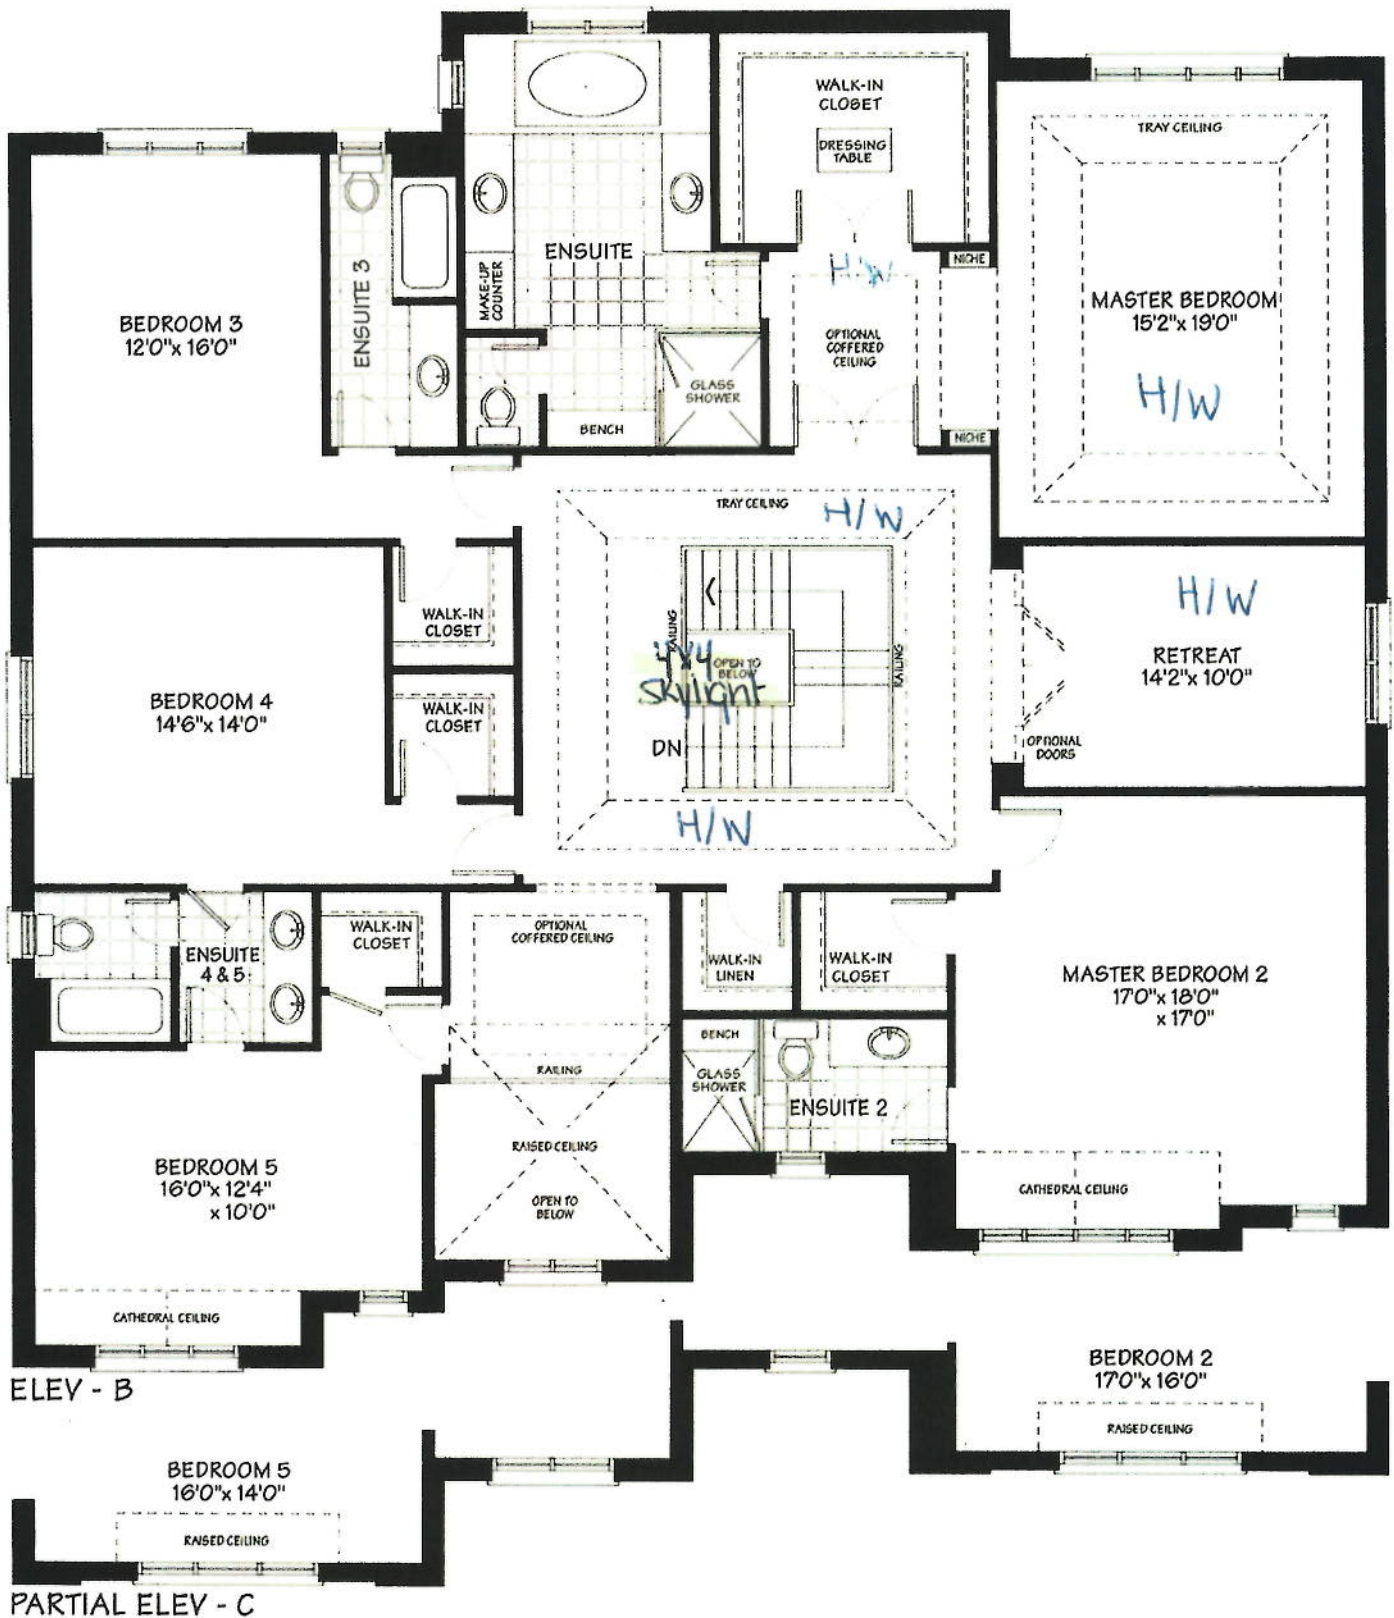 WALK-IN
CLOSET
DRESSING
TABLE
TRAY CEILING
ENSUITE
MAKE-UP
COUNTER
ENSUITE 3
H/W
NICHE
BEDROOM 3
12'0"x 16'0"
MASTER BEDROOM
15'2"x 19'0"
H/W
OPTIONAL
COFFERED
CEILING
GLASS
SHOWER
BENCH
NICHE
TRAY CEILING
H/W
WALK-IN
CLOSET
H/W
RETREAT
14'2"x 10'0"
RAILING
4x4
Skylight
OPEN TO
BELOW
RAILING
BEDROOM 4
14'6"x 14'0"
WALK-IN
CLOSET
DN
OPTIONAL
DOORS
H/W
ENSUITE
4 & 5
WALK-IN
CLOSET
OPTIONAL
COFFERED CEILING
WALK-IN
LINEN
WALK-IN
CLOSET
MASTER BEDROOM 2
17'0"x 18'0"
x 17'0"
BENCH
GLASS
SHOWER
ENSUITE 2
RAILING
RAISED CEILING
OPEN TO
BELOW
BEDROOM 5
16'0"x 12'4"
x 10'0"
CATHEDRAL CEILING
CATHEDRAL CEILING
ELEV - B
BEDROOM 2
17'0"x 16'0"
RAISED CEILING
BEDROOM 5
16'0"x 14'0"
RAISED CEILING
PARTIAL ELEV - C